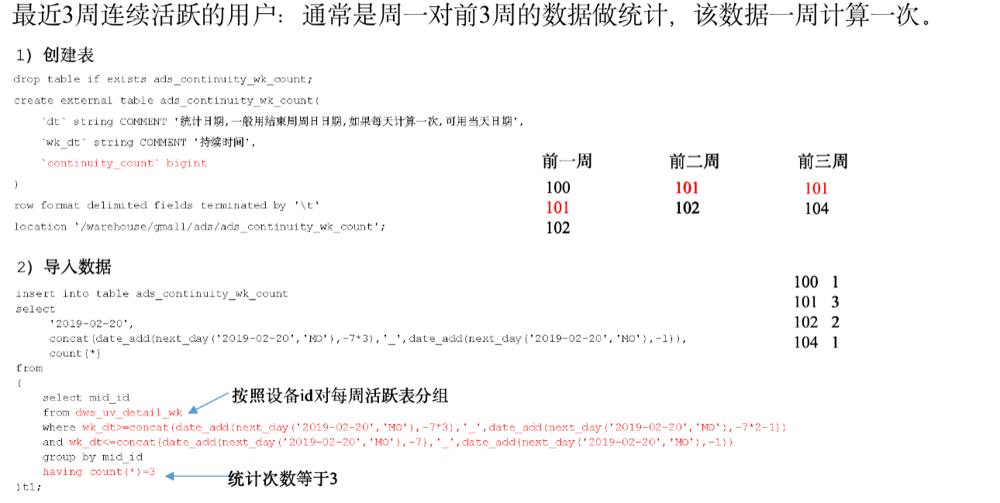 最近3周连续活跃的用户：通常是周一对前3周的数据做统计，该数据一周计算一次。
1）创建表
drop table if exists ads_continuity_wk_count;
create external table ads_continuity_wk_count(
`dt` string COMMENT '统计日期,一般用结束周周日日期,如果每天计算一次,可用当天日期',
`wk_dt` string COMMENT '持续时间',
`continuity_count` bigint
)
row format delimited fields terminated by '\t'
location '/warehouse/gmall/ads/ads_continuity_wk_count';
前一周 前二周 前三周
100 101 101
101 102 104
102
2）导入数据
insert into table ads_continuity_wk_count
select
'2019-02-20',
concat(date_add(next_day('2019-02-20','MO'),-7*3),'_',date_add(next_day('2019-02-20','MO'),-1)),
count(*)
from
(
select mid_id
from dws_uv_detail_wk
where wk_dt>=concat(date_add(next_day('2019-02-20','MO'),-7*3),'_',date_add(next_day('2019-02-20','MO'),-7*2-1))
and wk_dt<=concat(date_add(next_day('2019-02-20','MO'),-7),'_',date_add(next_day('2019-02-20','MO'),-1))
group by mid_id
having count(*)=3
)t1;
按照设备id对每周活跃表分组
统计次数等于3
100 1
101 3
102 2
104 1